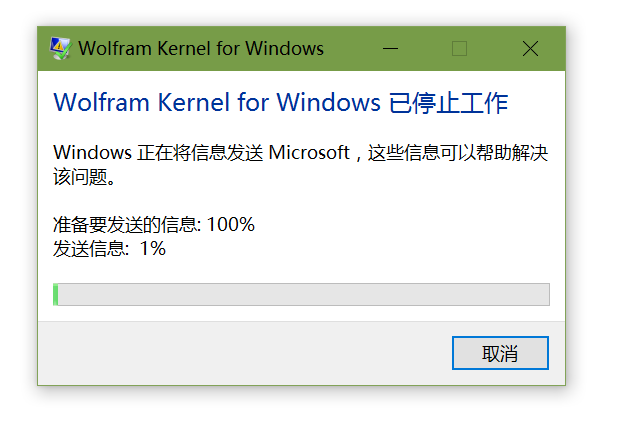 Wolfram Kernel for Windows
Wolfram Kernel for Windows 已停止工作
Windows 正在将信息发送 Microsoft，这些信息可以帮助解决
该问题。
准备要发送的信息: 100%
发送信息:  1%
取消